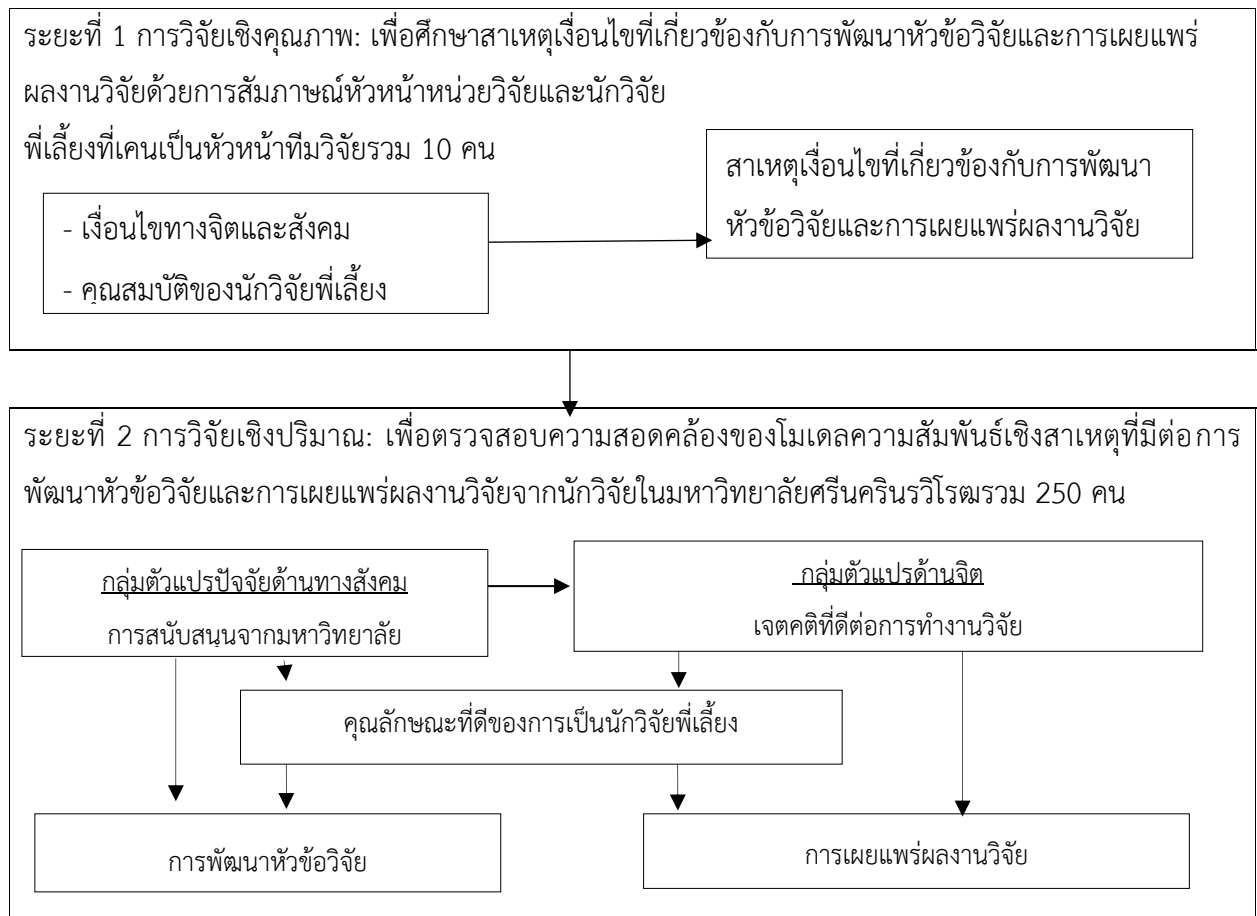 ระยะที่ 1 การวิจัยเชิงคุณภาพ: เพื่อศึกษาสาเหตุเงื่อนไขที่เกี่ยวข้องกับการพัฒนาหัวข้อวิจัยและการเผยแพร่
ผลงานวิจัยด้วยการสัมภาษณ์หัวหน้าหน่วยวิจัยและนักวิจัย
พี่เลี้ยงที่เคนเป็นหัวหน้าทีมวิจัยรวม 10 คน
- เงื่อนไขทางจิตและสังคม
- คุณสมบัติของนักวิจัยพี่เลี้ยง
สาเหตุเงื่อนไขที่เกี่ยวข้องกับการพัฒนา
หัวข้อวิจัยและการเผยแพร่ผลงานวิจัย
ระยะที่ 2 การวิจัยเชิงปริมาณ: เพื่อตรวจสอบความสอดคล้องของโมเดลความสัมพันธ์เชิงสาเหตุที่มีต่อการ
พัฒนาหัวข้อวิจัยและการเผยแพร่ผลงานวิจัยจากนักวิจัยในมหาวิทยาลัยศรีนครินรวิโรฒรวม 250 คน
กลุ่มตัวแปรปัจจัยด้านทางสังคม
การสนับสนุนจากมหาวิทยาลัย
กลุ่มตัวแปรด้านจิต
เจตคติที่ดีต่อการทำงานวิจัย
คุณลักษณะที่ดีของการเป็นนักวิจัยพี่เลี้ยง
การพัฒนาหัวข้อวิจัย
การเผยแพร่ผลงานวิจัย